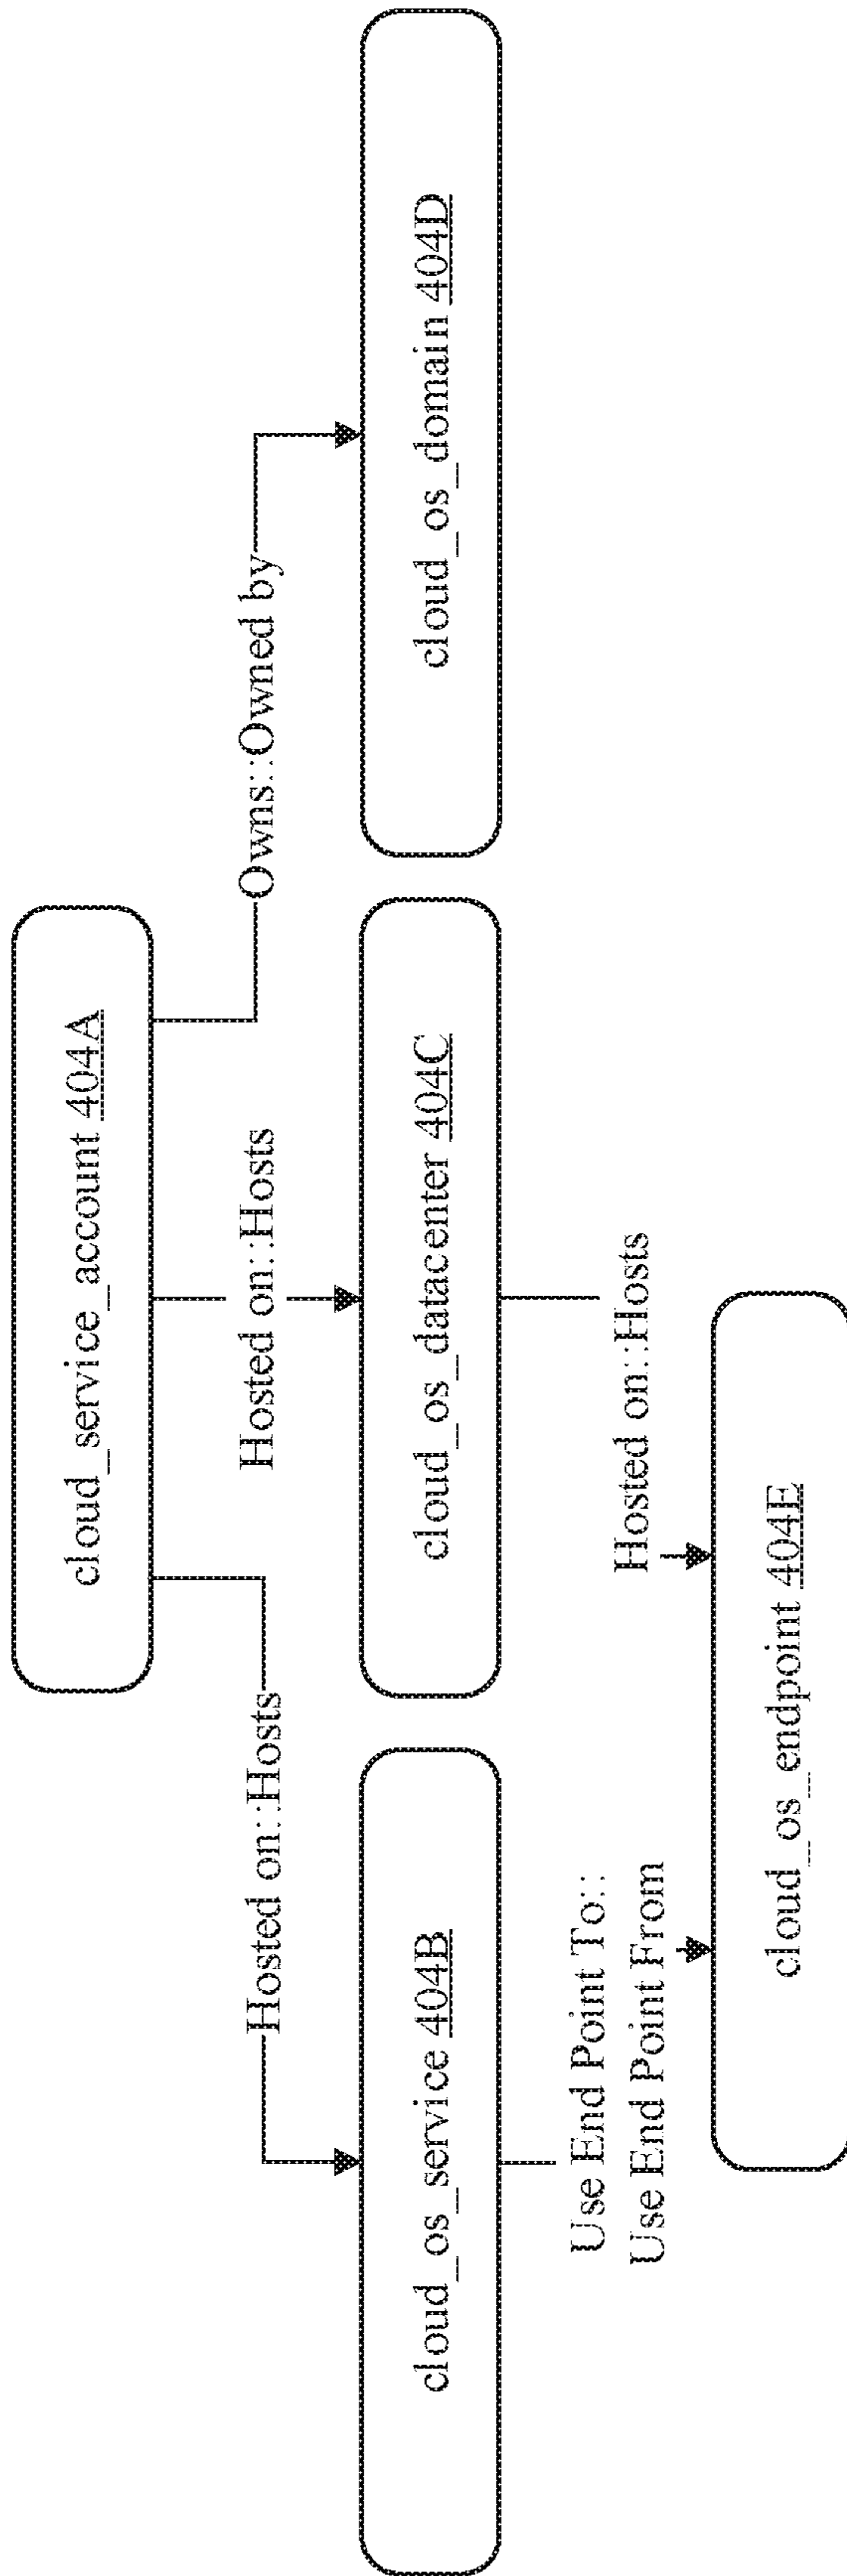 cloud_service_account 404A
Hosted on::Hosts
Hosted on::Hosts
Owns::Owned by
cloud_os_service 404B
cloud_os_datacenter 404C
cloud_os_domain 404D
Use End Point To::
Use End Point From
Hosted on::Hosts
cloud_os_endpoint 404E